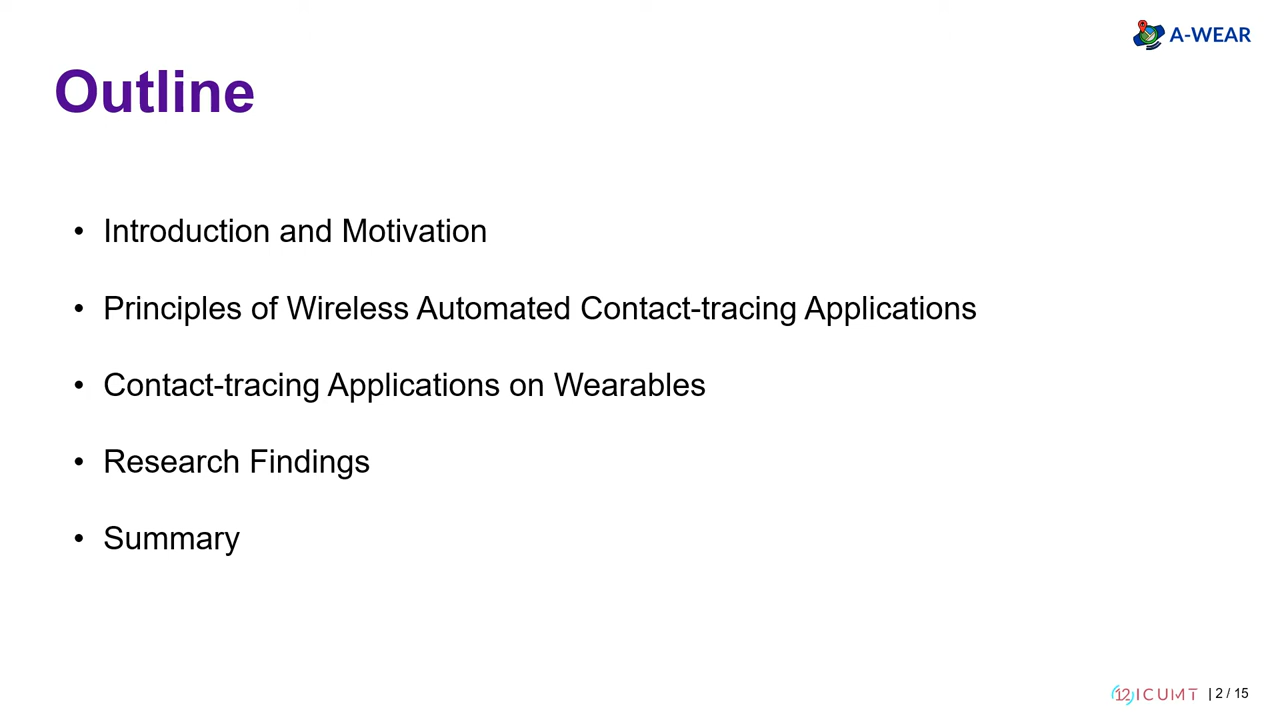 A-WEAR
Outline
• Introduction and Motivation
• Principles of Wireless Automated Contact-tracing Applications
• Contact-tracing Applications on Wearables
• Research Findings
• Summary
12 ICUMT | 2 / 15